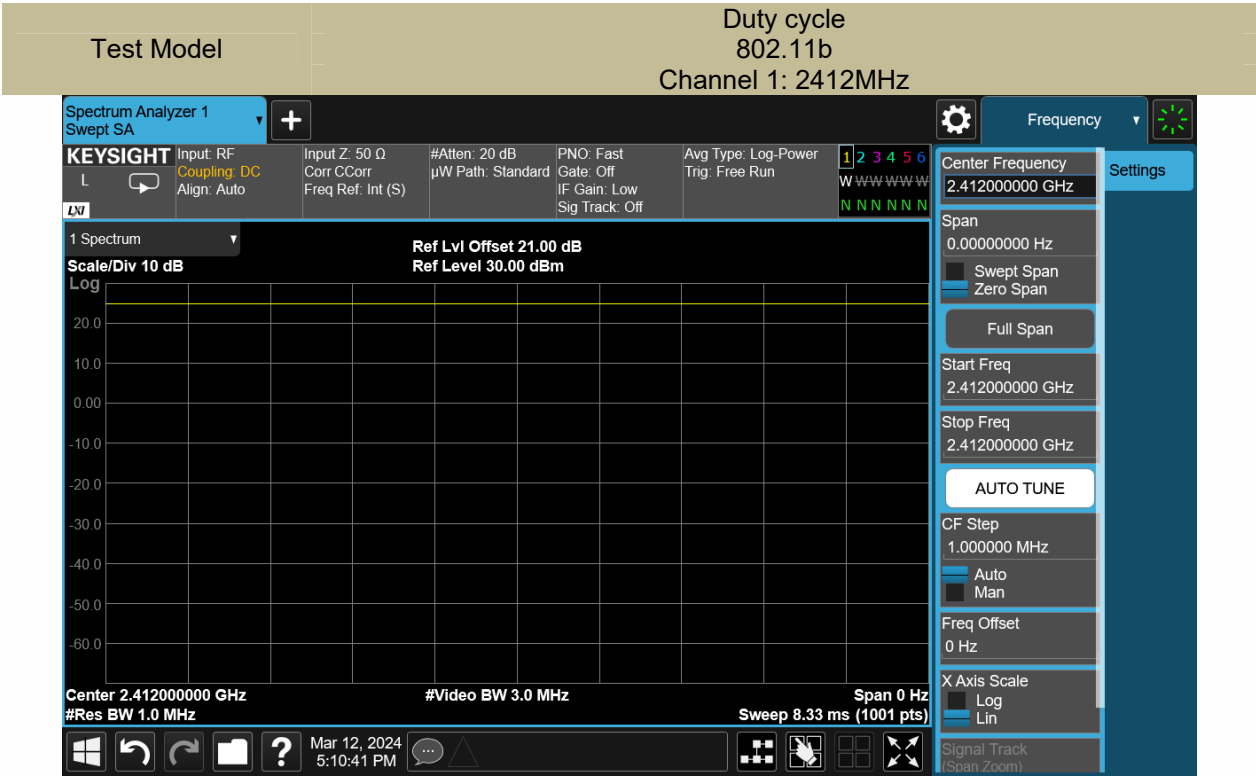 Test Model
Duty cycle
802.11b
Channel 1: 2412MHz
Spectrum Analyzer 1
Swept SA
+
Frequency
KEYSIGHT
L
LXI
Input: RF
Coupling: DC
Align: Auto
Input Z: 50 Ω
Corr CCorr
Freq Ref: Int (S)
#Atten: 20 dB
µW Path: Standard
PNO: Fast
Gate: Off
IF Gain: Low
Sig Track: Off
Avg Type: Log-Power
Trig: Free Run
1 2 3 4 5 6
W W W W W W
N N N N N N
1 Spectrum
Scale/Div 10 dB
Log
Ref Lvl Offset 21.00 dB
Ref Level 30.00 dBm
20.0
10.0
0.00
-10.0
-20.0
-30.0
-40.0
-50.0
-60.0
Center 2.412000000 GHz
#Res BW 1.0 MHz
#Video BW 3.0 MHz
Span 0 Hz
Sweep 8.33 ms (1001 pts)
Center Frequency
2.412000000 GHz
Settings
Span
0.00000000 Hz
Swept Span
Zero Span
Full Span
Start Freq
2.412000000 GHz
Stop Freq
2.412000000 GHz
AUTO TUNE
CF Step
1.000000 MHz
Auto
Man
Freq Offset
0 Hz
X Axis Scale
Log
Lin
Signal Track
(Span Zoom)
?
Mar 12, 2024
5:10:41 PM